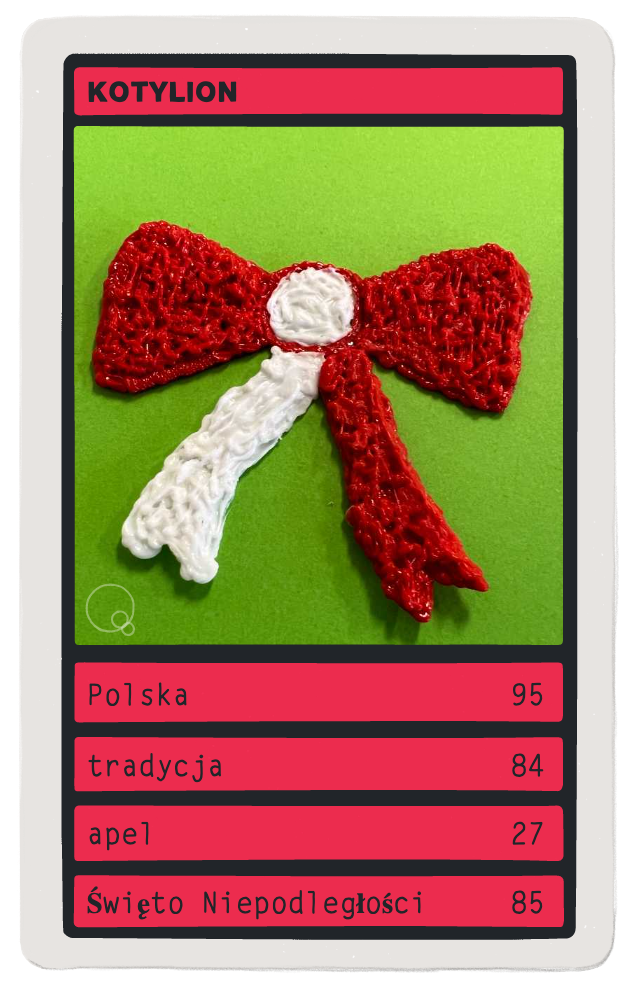 KOTYLION
Polska 95
tradycja 84
apel 27
Święto Niepodległości 85